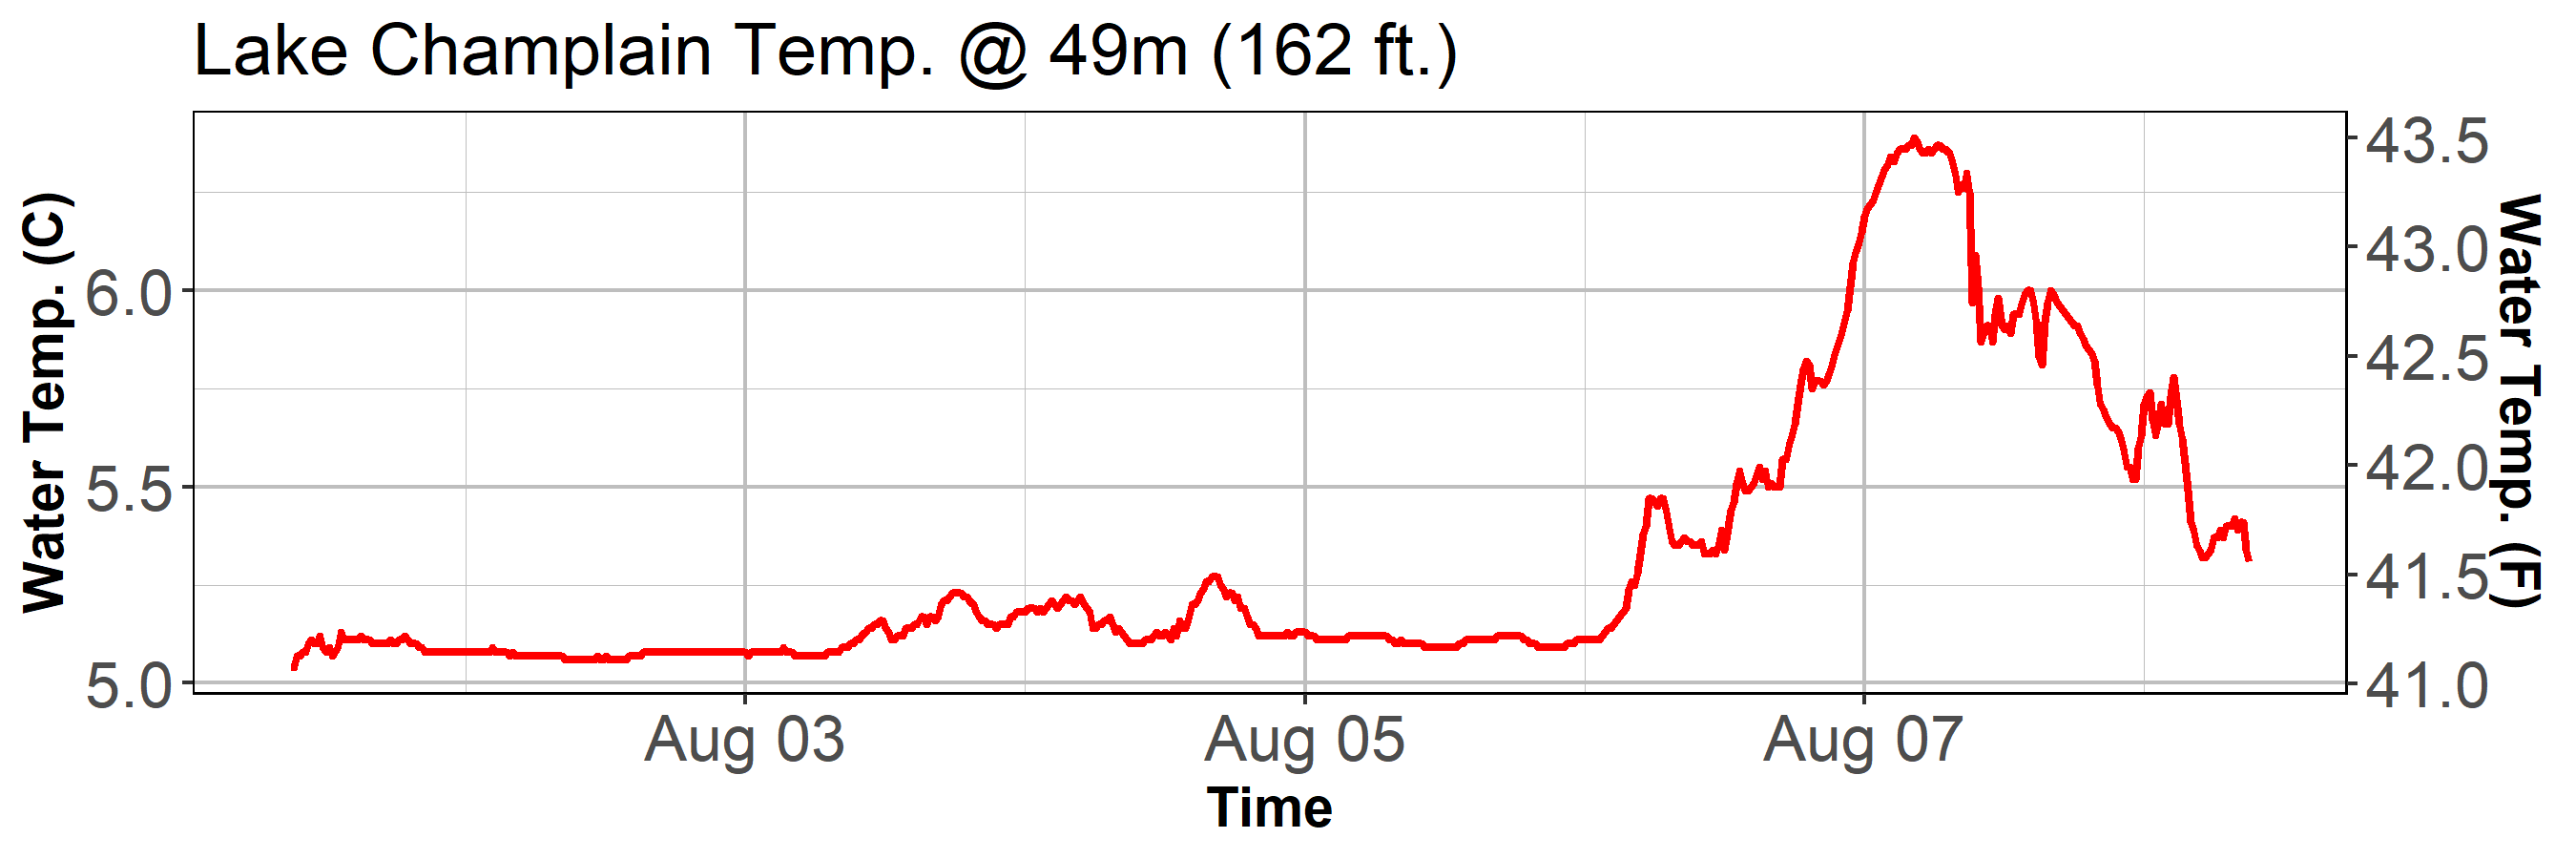 Lake Champlain Temp. @ 49m (162 ft.)
Water Temp. (C)
6.0
5.5
5.0
43.5
43.0
42.5
42.0
41.5
41.0
Water Temp. (F)
Aug 03
Aug 05
Aug 07
Time